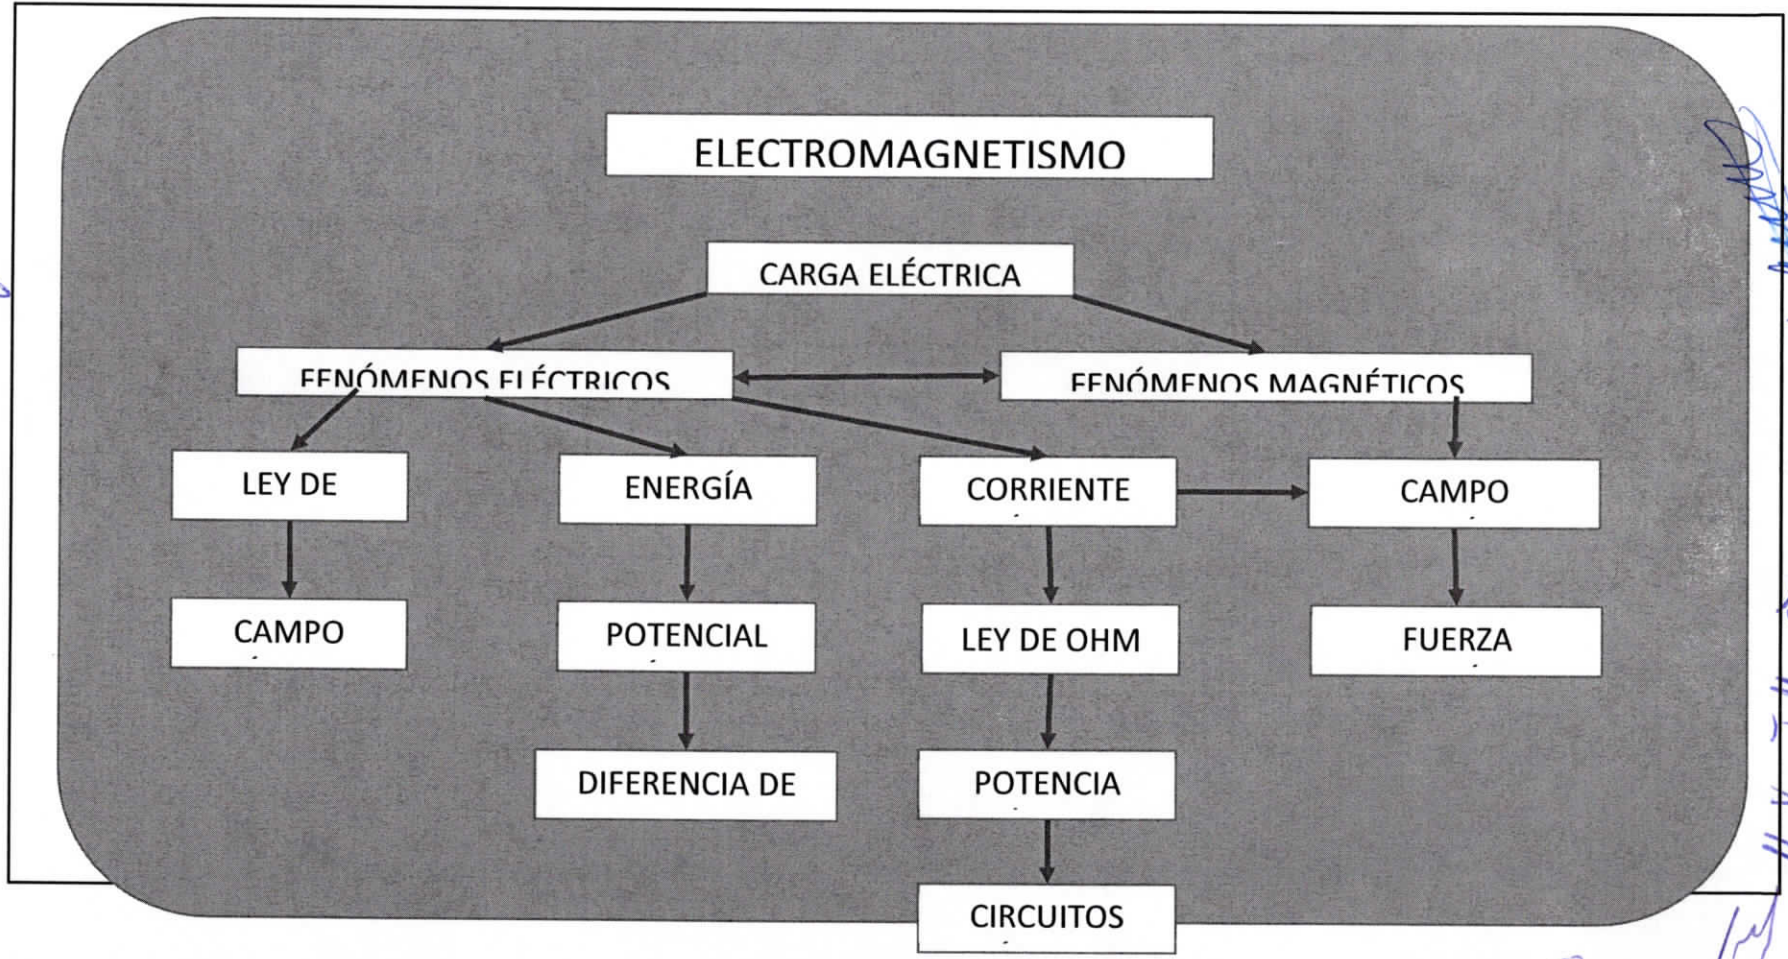 ELECTROMAGNETISMO
CARGA ELÉCTRICA
FENÓMENOS ELÉCTRICOS
FENÓMENOS MAGNÉTICOS
LEY DE
ENERGÍA
CORRIENTE
CAMPO
CAMPO
POTENCIAL
LEY DE OHM
FUERZA
DIFERENCIA DE
POTENCIA
CIRCUITOS